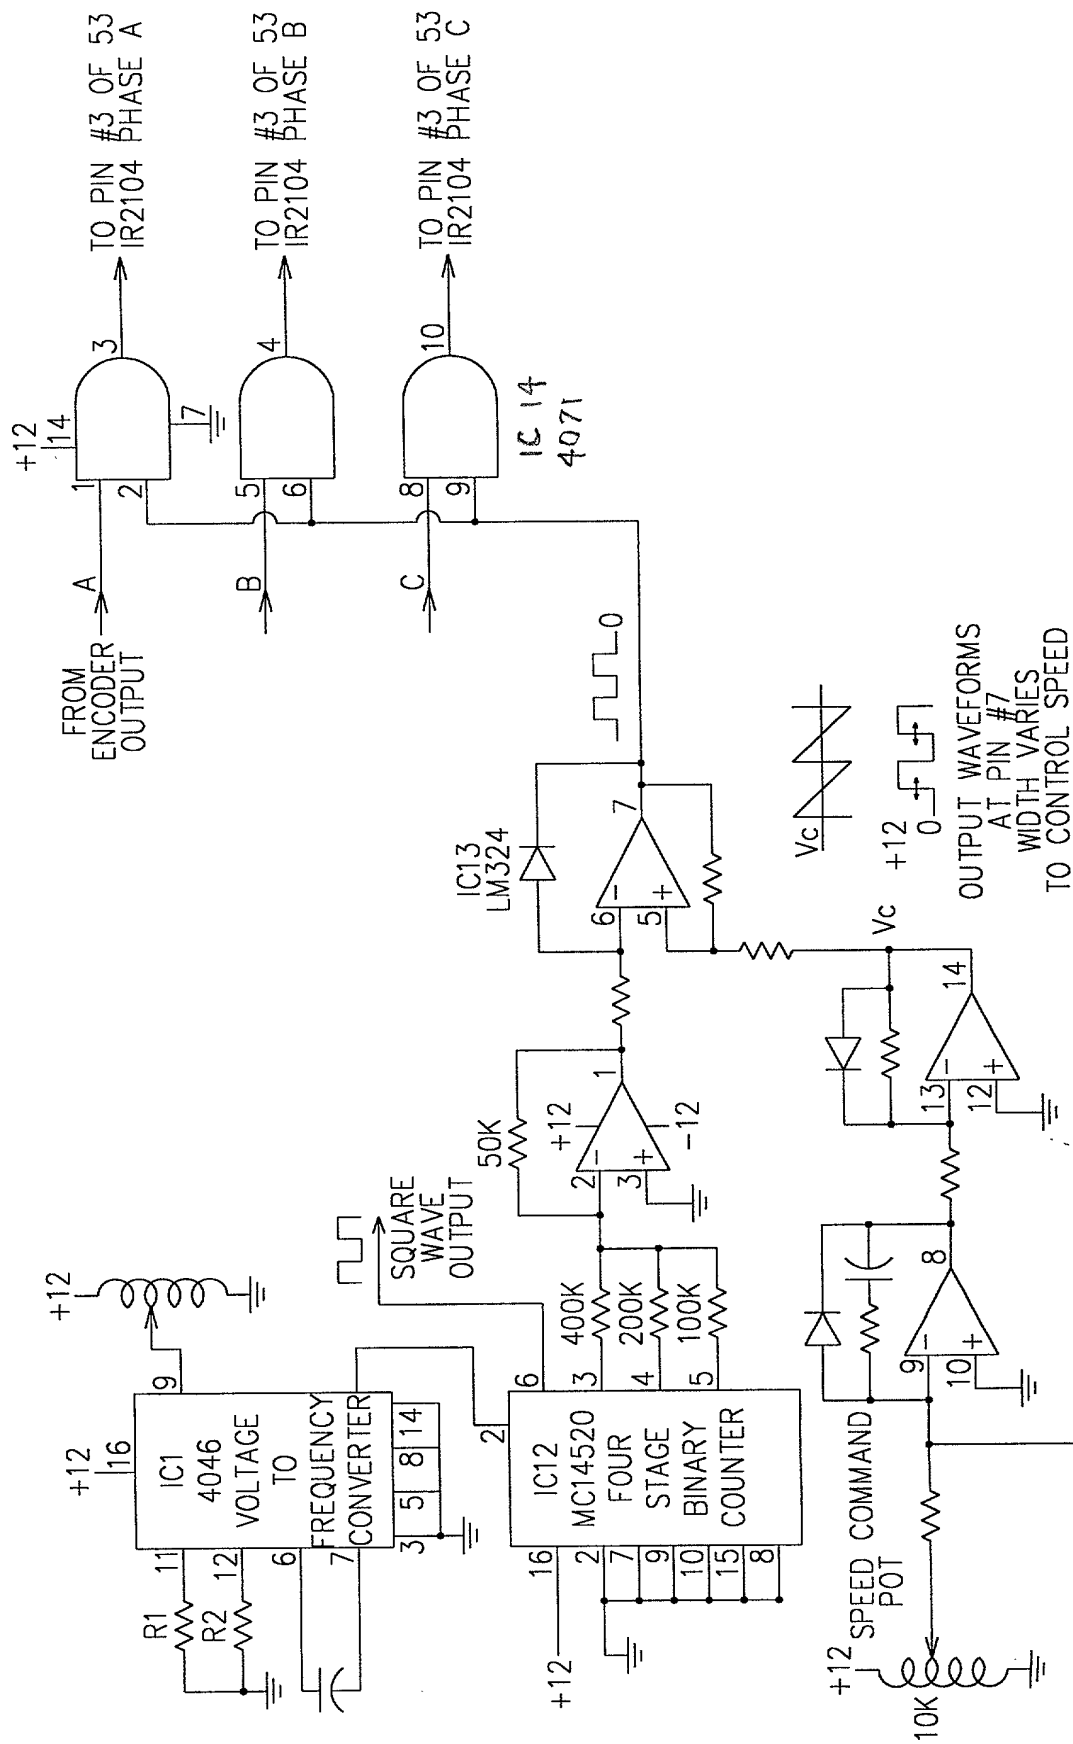 TO PIN #3 OF 53
IR2104 PHASE A
TO PIN #3 OF 53
IR2104 PHASE B
TO PIN #3 OF 53
IR2104 PHASE C
+12
14
3
7
1
2
4
5
6
10
8
9
IC 14
4071
A
B
C
FROM
ENCODER
OUTPUT
0
IC13
LM324
6
5
7
Vc
+12
0
OUTPUT WAVEFORMS
AT PIN #7
WIDTH VARIES
TO CONTROL SPEED
Vc
14
13
12
50K
+12
-12
1
2
3
SQUARE
WAVE
OUTPUT
400K
200K
100K
8
9
10
+12
9
+12
16
IC1
4046
VOLTAGE
TO
FREQUENCY
CONVERTER
11
12
6
7
3
5
8
14
R1
R2
6
3
4
5
2
IC12
MC14520
FOUR
STAGE
BINARY
COUNTER
16
2
7
9
10
15
8
+12
SPEED COMMAND
POT
+12
10K